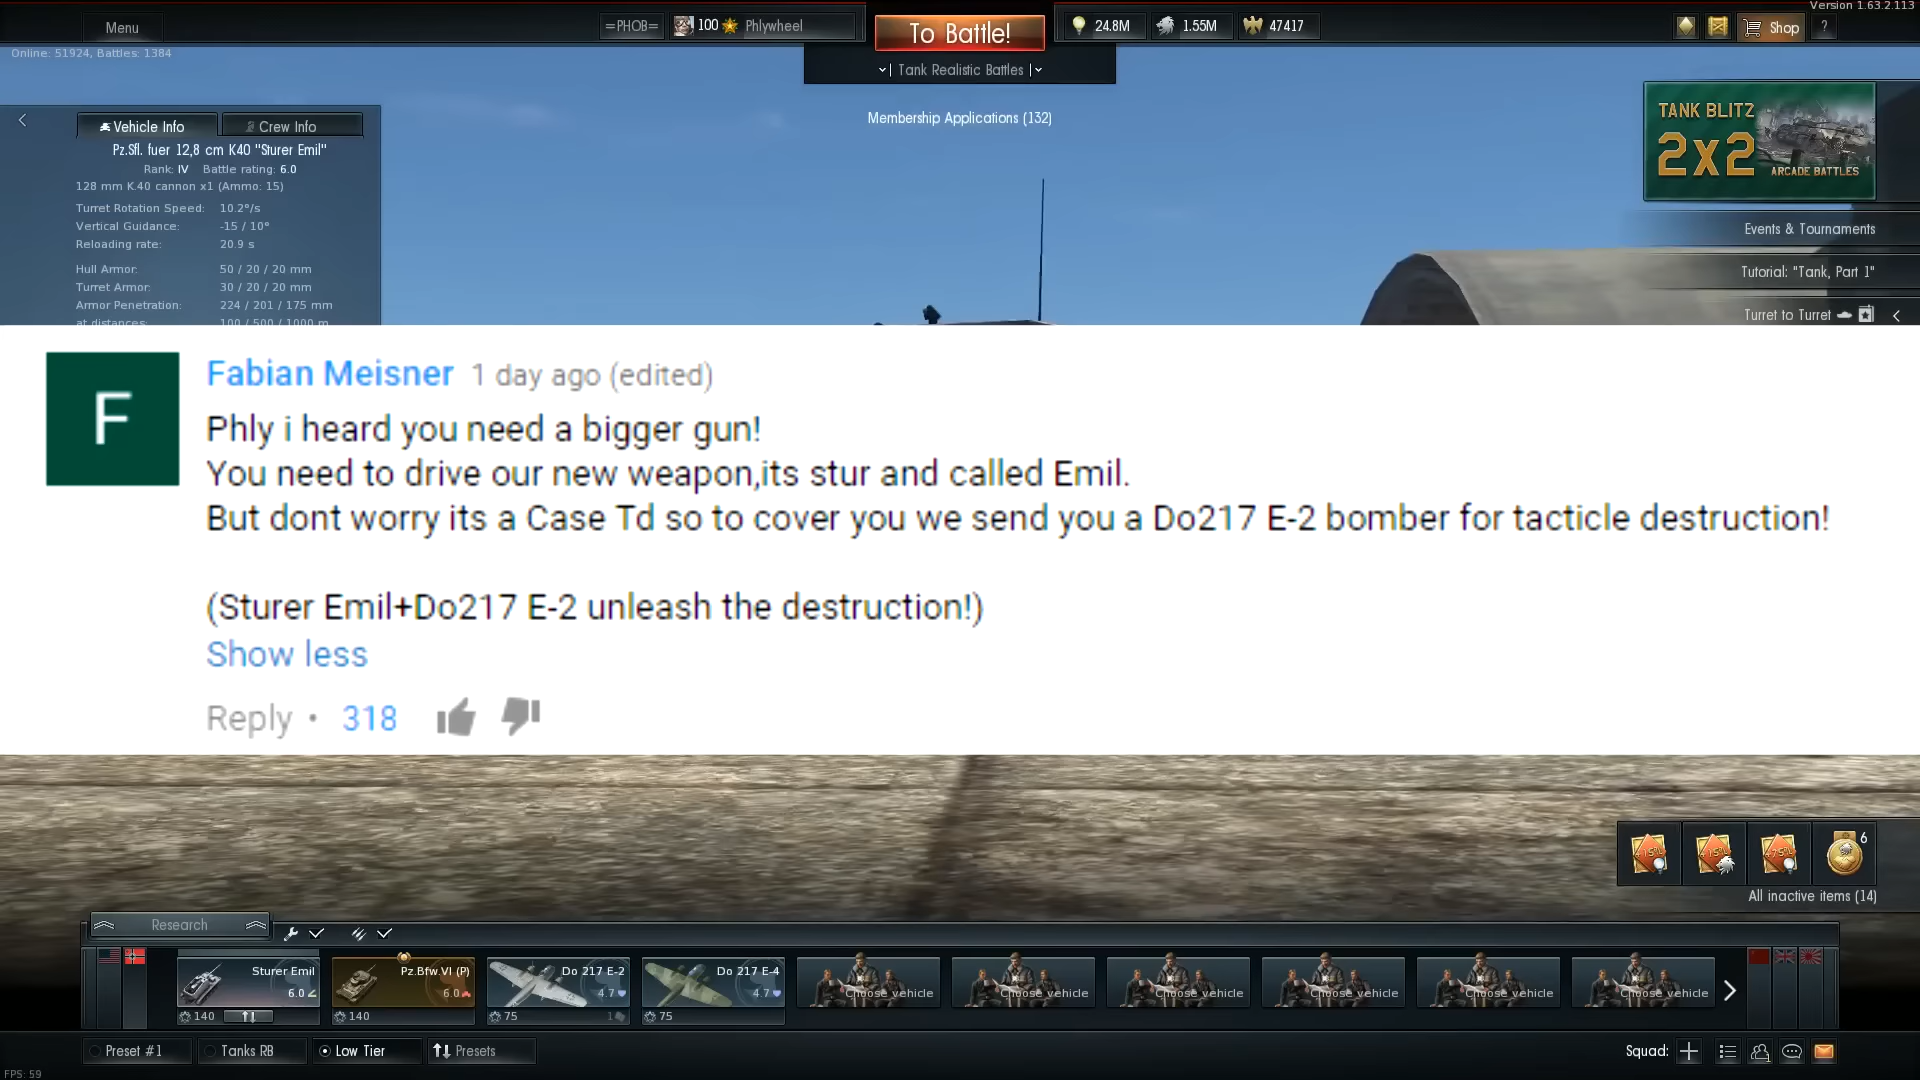 Version 1.63.2.113
Menu
=PHOB=
100
Phlywheel
To Battle!
24.8M
1.55M
47417
Shop
?
Online: 51924, Battles: 1384
Tank Realistic Battles
Membership Applications (132)
Vehicle Info
Crew Info
Pz.Sfl. fuer 12,8 cm K40 "Sturer Emil"
Rank: IV Battle rating: 6.0
128 mm K.40 cannon x1 (Ammo: 15)
Turret Rotation Speed: 10.2°/s
Vertical Guidance: -15 / 10°
Reloading rate: 20.9 s
Hull Armor: 50 / 20 / 20 mm
Turret Armor: 30 / 20 / 20 mm
Armor Penetration: 224 / 201 / 175 mm
at distances: 100 / 500 / 1000 m
TANK BLITZ
2x2
ARCADE BATTLES
Events & Tournaments
Tutorial: "Tank, Part 1"
Turret to Turret
F
Fabian Meisner 1 day ago (edited)
Phly i heard you need a bigger gun!
You need to drive our new weapon,its stur and called Emil.
But dont worry its a Case Td so to cover you we send you a Do217 E-2 bomber for tacticle destruction!
(Sturer Emil+Do217 E-2 unleash the destruction!)
Show less
Reply • 318
6
All inactive items (14)
Research
Sturer Emil
6.0
140
Pz.Bfw.VI (P)
6.0
140
Do 217 E-2
4.7
75
1
Do 217 E-4
4.7
75
Choose vehicle
Choose vehicle
Choose vehicle
Choose vehicle
Choose vehicle
Choose vehicle
Preset #1
Tanks RB
Low Tier
Presets
Squad:
FPS: 59